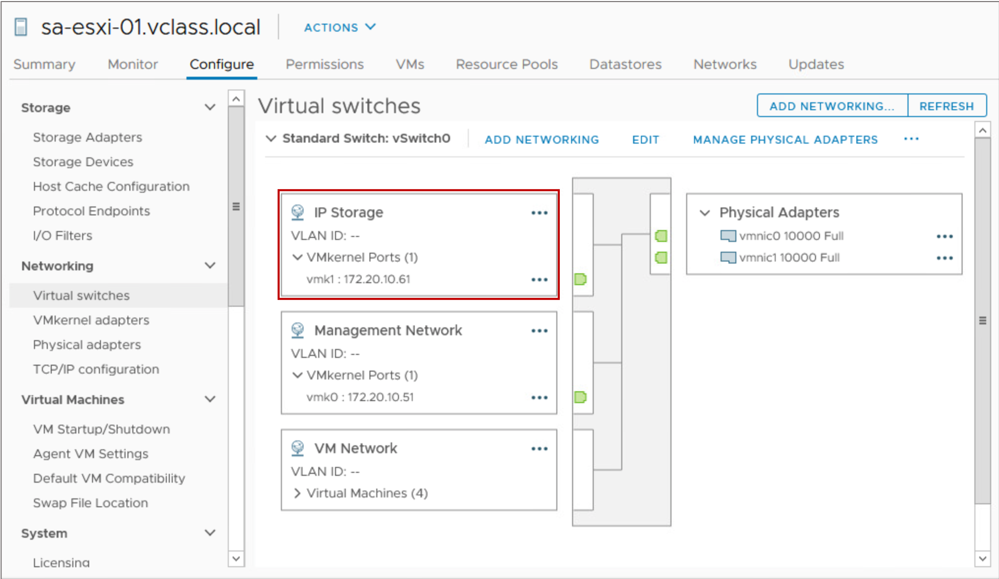 sa-esxi-01.vclass.local
ACTIONS
Summary Monitor Configure Permissions VMs Resource Pools Datastores Networks Updates
Storage
Storage Adapters
Storage Devices
Host Cache Configuration
Protocol Endpoints
I/O Filters
Networking
Virtual switches
VMkernel adapters
Physical adapters
TCP/IP configuration
Virtual Machines
VM Startup/Shutdown
Agent VM Settings
Default VM Compatibility
Swap File Location
System
Licensing
Virtual switches
ADD NETWORKING... REFRESH
Standard Switch: vSwitch0 ADD NETWORKING EDIT MANAGE PHYSICAL ADAPTERS ...
IP Storage ...
VLAN ID: --
VMkernel Ports (1)
vmk1 : 172.20.10.61 ...
Management Network ...
VLAN ID: --
VMkernel Ports (1)
vmk0 : 172.20.10.51 ...
VM Network ...
VLAN ID: --
Virtual Machines (4)
Physical Adapters
vmnic0 10000 Full ...
vmnic1 10000 Full ...